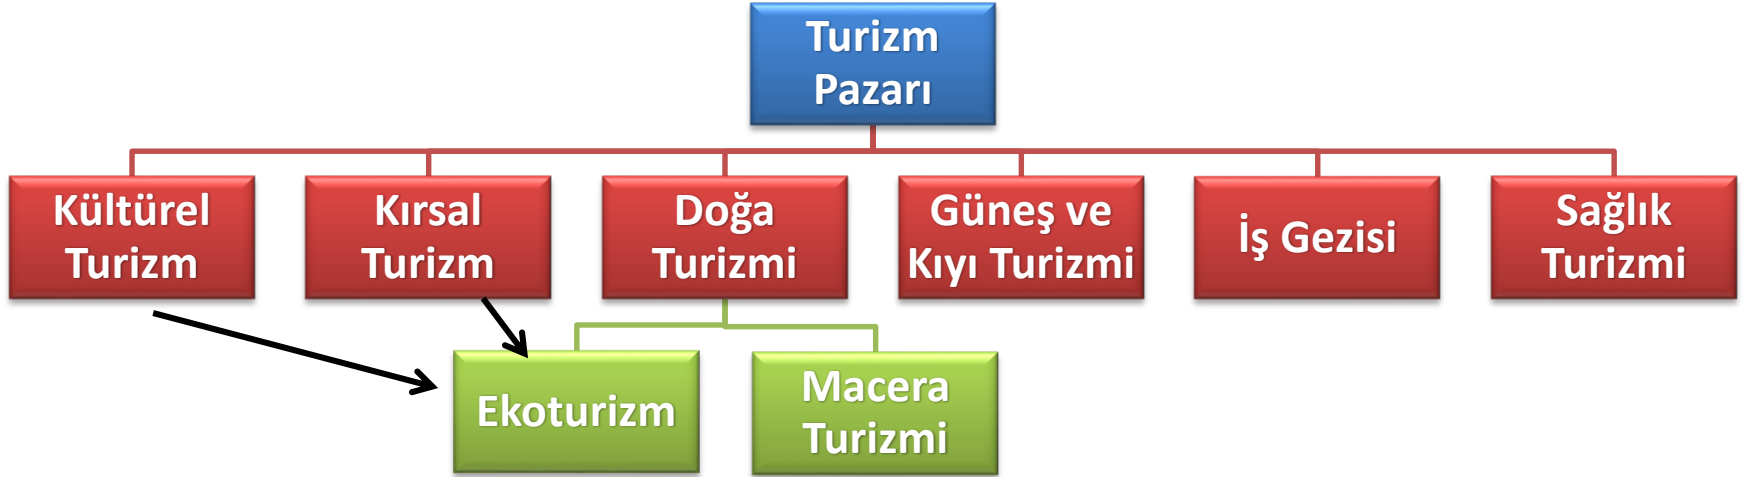 Turizm
Pazarı
Kültürel
Turizm
Kırsal
Turizm
Doğa
Turizmi
Güneş ve
Kıyı Turizmi
İş Gezisi
Sağlık
Turizmi
Ekoturizm
Macera
Turizmi